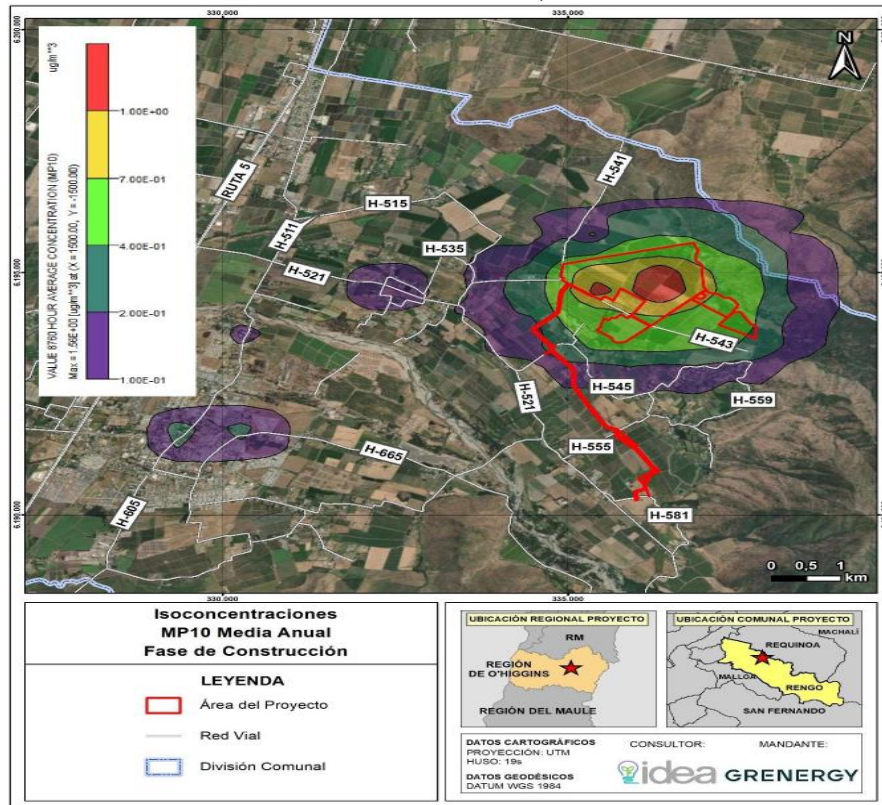 330,000
335,000
6.200.000
6.195.000
6.190.000
N
ug/m**3
1.00E+00
7.00E-01
4.00E-01
2.00E-01
1.00E-01
VALUE 8760 HOUR AVERAGE CONCENTRATION (MP10)
Max = 1.56E+00 [ug/m**3] at (X = 1500.00, Y = -1500.00)
RUTA 5
H-511
H-515
H-541
H-535
H-521
H-543
H-545
H-559
H-521
H-555
H-665
H-605
H-581
0 0,5 1
km
330,000
335,000
Isoconcentraciones
MP10 Media Anual
Fase de Construcción
LEYENDA
Área del Proyecto
Red Vial
División Comunal
UBICACIÓN REGIONAL PROYECTO
RM
REGIÓN
DE O'HIGGINS
REGIÓN DEL MAULE
UBICACIÓN COMUNAL PROYECTO
MACHALÍ
REQUINOA
MALLOA
RENGO
SAN FERNANDO
DATOS CARTOGRÁFICOS
PROYECCIÓN: UTM
HUSO: 19s
DATOS GEODÉSICOS
DATUM WGS 1984
CONSULTOR:
idea
MANDANTE:
GRENERGY